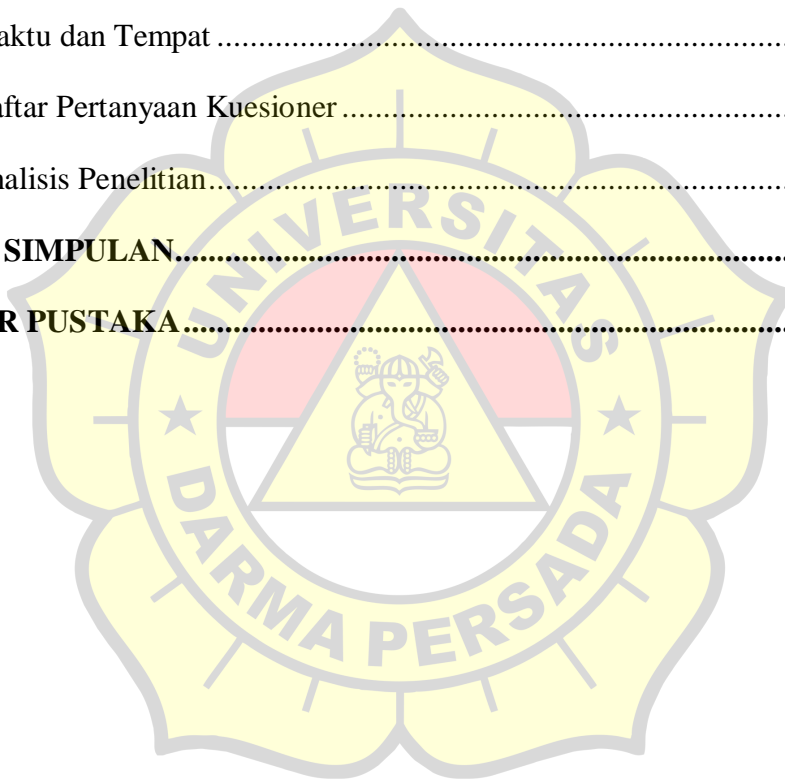 aktu dan Tempat ........................................................................
aftar Pertanyaan Kuesioner ......................................................
nalisis Penelitian.........................................................................
SIMPULAN.............................................................................
R PUSTAKA............................................................................
UNIVERSITAS
DARMA PERSADA